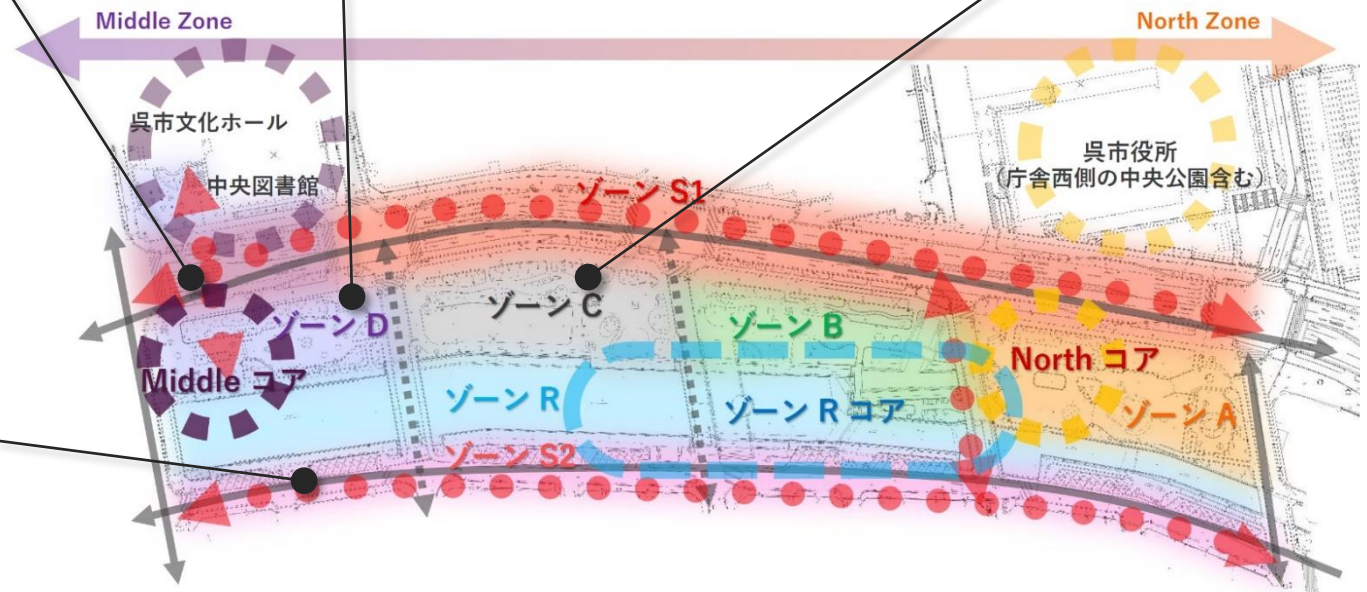 Middle Zone
North Zone
呉市文化ホール
中央図書館
呉市役所
（庁舎西側の中央公園含む）
ゾーン S1
ゾーン C
ゾーン D
ゾーン B
North コア
Middle コア
ゾーン R
ゾーン R コア
ゾーン A
ゾーン S2